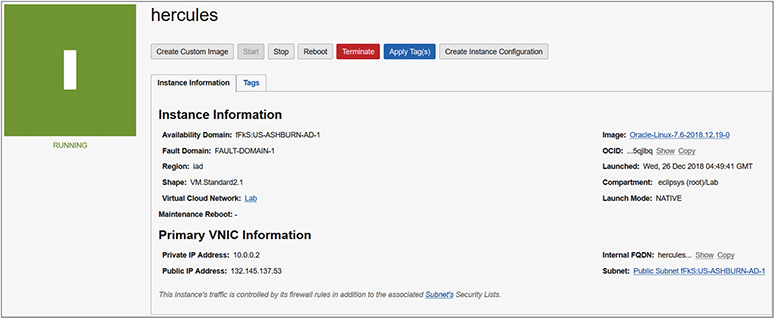 hercules
Create Custom Image Start Stop Reboot Terminate Apply Tag(s) Create Instance Configuration
RUNNING
Instance Information Tags
Instance Information
Availability Domain: fFkS:US-ASHBURN-AD-1 Image: Oracle-Linux-7.6-2018.12.19-0
Fault Domain: FAULT-DOMAIN-1 OCID: ...5qjlbq Show Copy
Region: iad Launched: Wed, 26 Dec 2018 04:49:41 GMT
Shape: VM.Standard2.1 Compartment: eclipsys (root)/Lab
Virtual Cloud Network: Lab Launch Mode: NATIVE
Maintenance Reboot: -
Primary VNIC Information
Private IP Address: 10.0.0.2 Internal FQDN: hercules... Show Copy
Public IP Address: 132.145.137.53 Subnet: Public Subnet fFkS:US-ASHBURN-AD-1
This Instance's traffic is controlled by its firewall rules in addition to the associated Subnet's Security Lists.